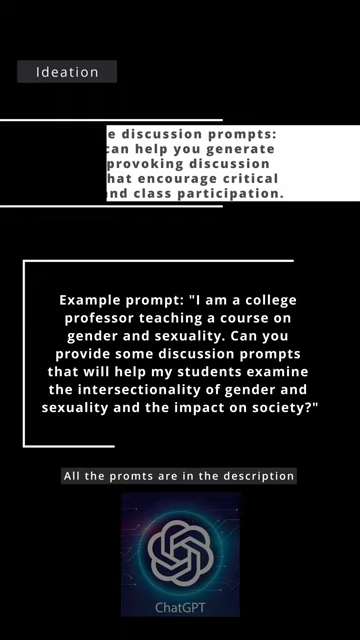 Ideation
discussion prompts:
can help you generate
provoking discussion
that encourage critical
and class participation.
Example prompt: "I am a college
professor teaching a course on
gender and sexuality. Can you
provide some discussion prompts
that will help my students examine
the intersectionality of gender and
sexuality and the impact on society?"
All the promts are in the description
ChatGPT